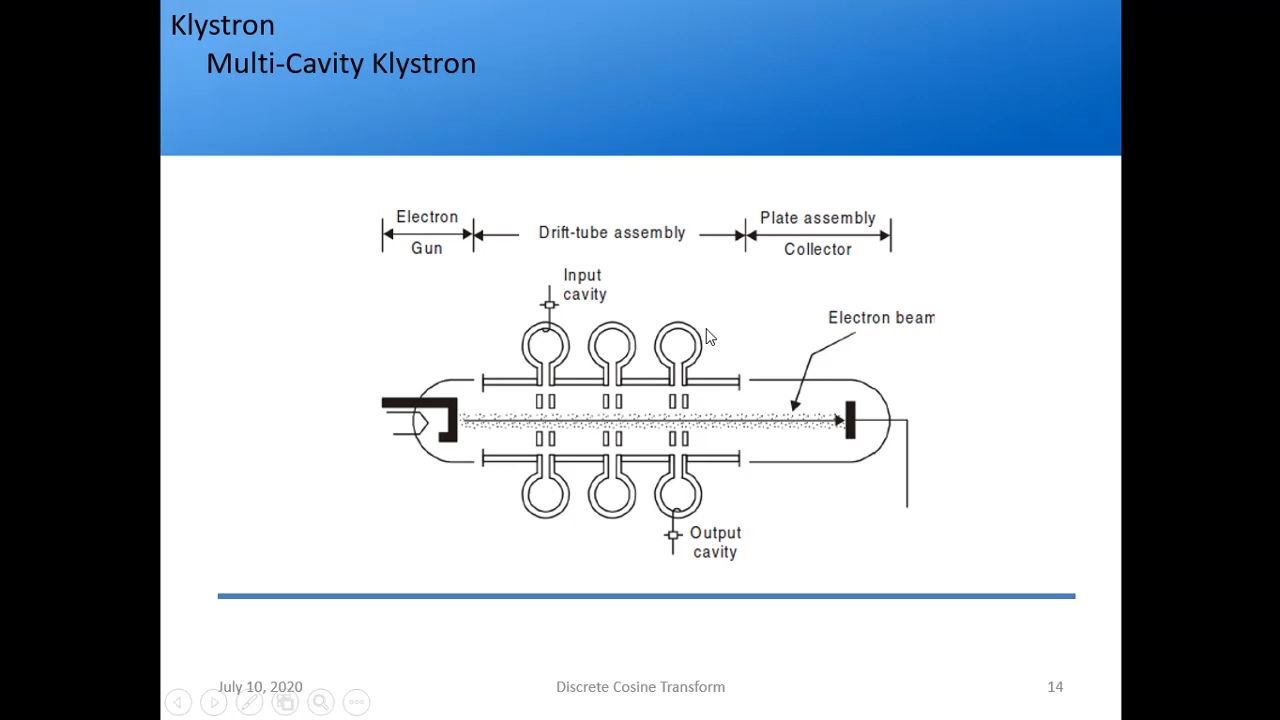 Klystron
Multi-Cavity Klystron
Electron
Gun
Drift-tube assembly
Plate assembly
Collector
Input
cavity
Electron beam
Output
cavity
July 10, 2020
Discrete Cosine Transform
14